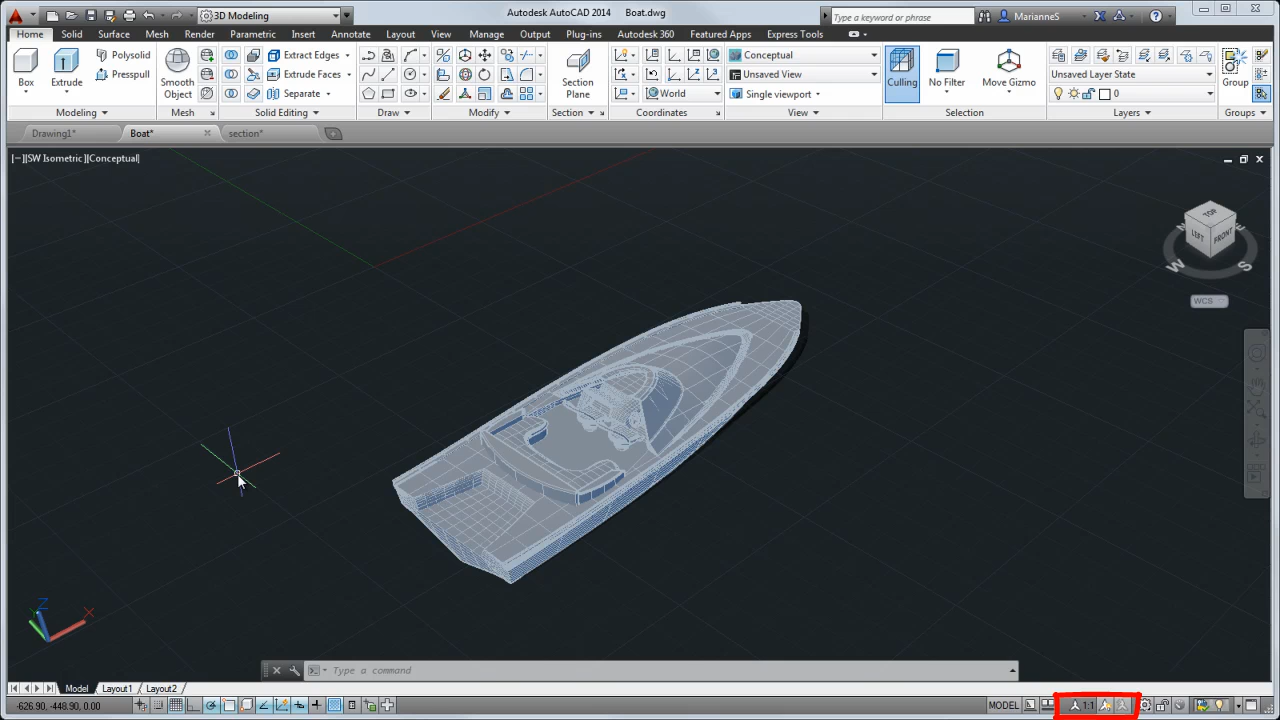 3D Modeling
Autodesk AutoCAD 2014 Boat.dwg
Type a keyword or phrase
MarianneS
Home Solid Surface Mesh Render Parametric Insert Annotate Layout View Manage Output Plug-ins Autodesk 360 Featured Apps Express Tools
Box
Extrude
Polysolid
Presspull
Smooth
Object
Extract Edges
Extrude Faces
Separate
Section
Plane
World
Conceptual
Unsaved View
Single viewport
Culling
No Filter
Move Gizmo
Unsaved Layer State
0
Group
Modeling Mesh Solid Editing Draw Modify Section Coordinates View Selection Layers Groups
Drawing1* Boat* section*
[−][SW Isometric][Conceptual]
TOP
LEFT
FRONT
N
E
W
S
WCS
Z
X
Y
Type a command
Model Layout1 Layout2
-626.90, -448.90, 0.00
MODEL
1:1